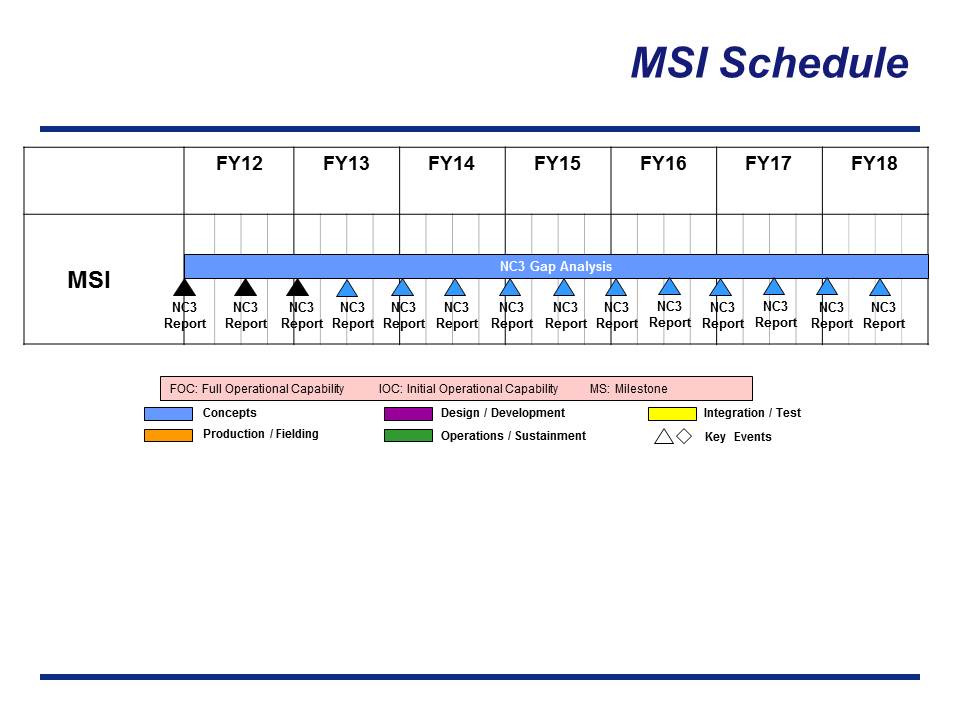 MSI Schedule
FY12 FY13 FY14 FY15 FY16 FY17 FY18
MSI
NC3 Gap Analysis
NC3 NC3 NC3 NC3 NC3 NC3 NC3 NC3 NC3 NC3 NC3 NC3 NC3 NC3
Report Report Report Report Report Report Report Report Report Report Report Report Report Report
FOC: Full Operational Capability IOC: Initial Operational Capability MS: Milestone
Concepts Design / Development Integration / Test
Production / Fielding Operations / Sustainment Key Events